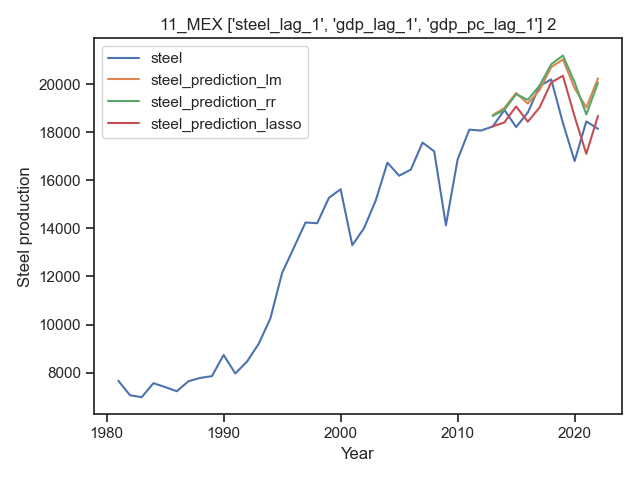 11_MEX ['steel_lag_1', 'gdp_lag_1', 'gdp_pc_lag_1'] 2
steel
steel_prediction_lm
steel_prediction_rr
steel_prediction_lasso
Steel production
20000
18000
16000
14000
12000
10000
8000
1980
1990
2000
2010
2020
Year